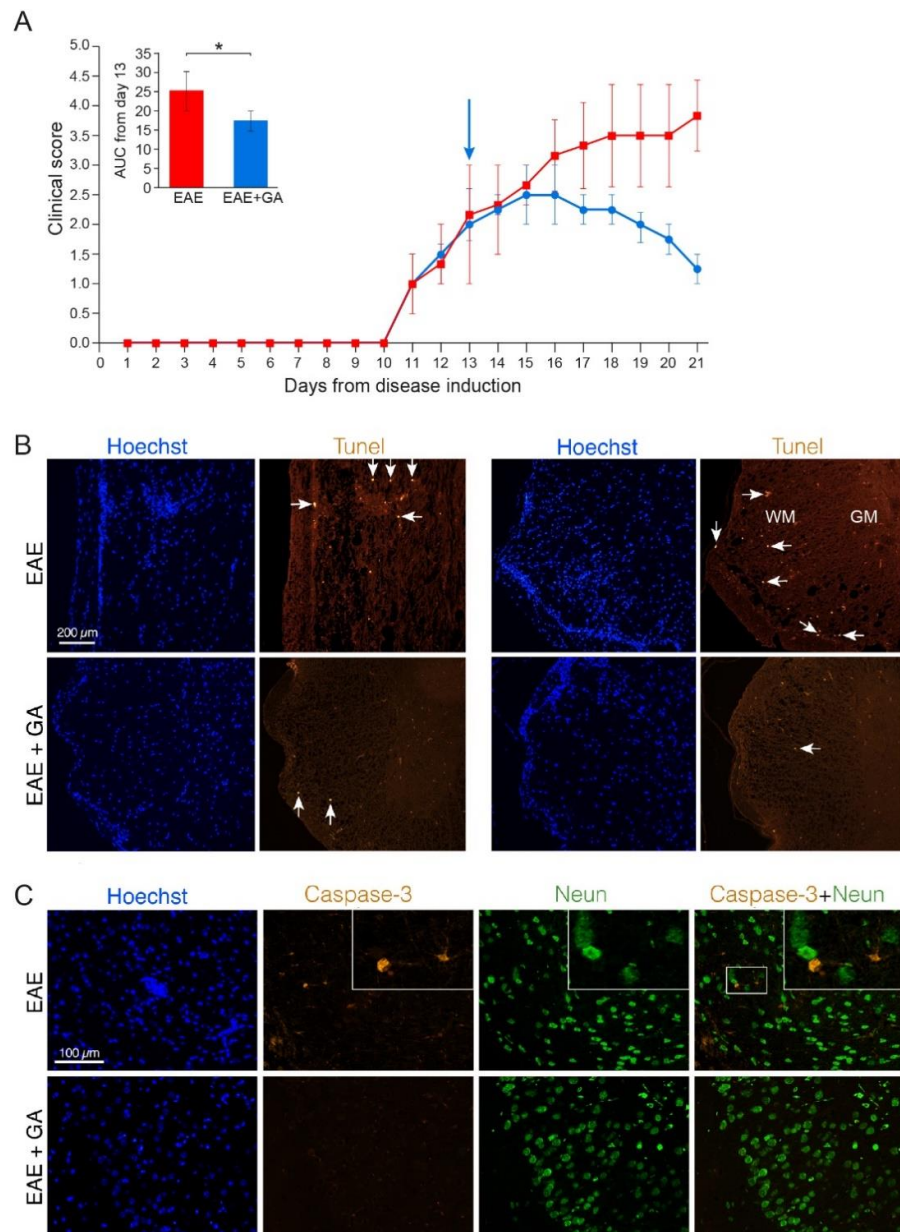 A
5.0
4.5
4.0
3.5
3.0
2.5
2.0
1.5
1.0
0.5
0.0
Clinical score
35
30
25
20
15
10
5
0
AUC from day 13
*
EAE EAE+GA
0 1 2 3 4 5 6 7 8 9 10 11 12 13 14 15 16 17 18 19 20 21
Days from disease induction
B
Hoechst Tunel Hoechst Tunel
EAE
WM GM
200 µm
EAE + GA
C
Hoechst Caspase-3 Neun Caspase-3+Neun
EAE
100 µm
EAE + GA